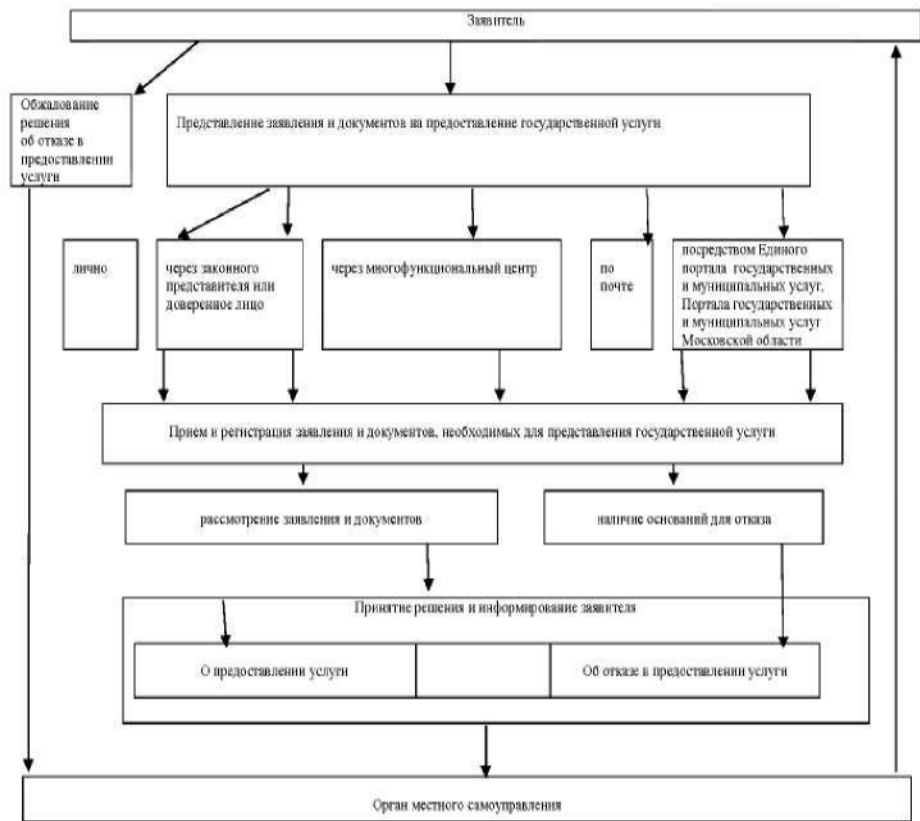 Заявитель
Обжалование
решения
об отказе в
предоставлении
услуги
Представление заявления и документов на предоставление государственной услуги
лично
через законного
представителя или
доверенное лицо
через многофункциональный центр
по
почте
посредством Единого
портала государственных
и муниципальных услуг,
Портала государственных
и муниципальных услуг
Московской области
Прием и регистрация заявления и документов, необходимых для представления государственной услуги
рассмотрение заявления и документов
наличие оснований для отказа
Принятие решения и информирование заявителя
О предоставлении услуги
Об отказе в предоставлении услуги
Орган местного самоуправления